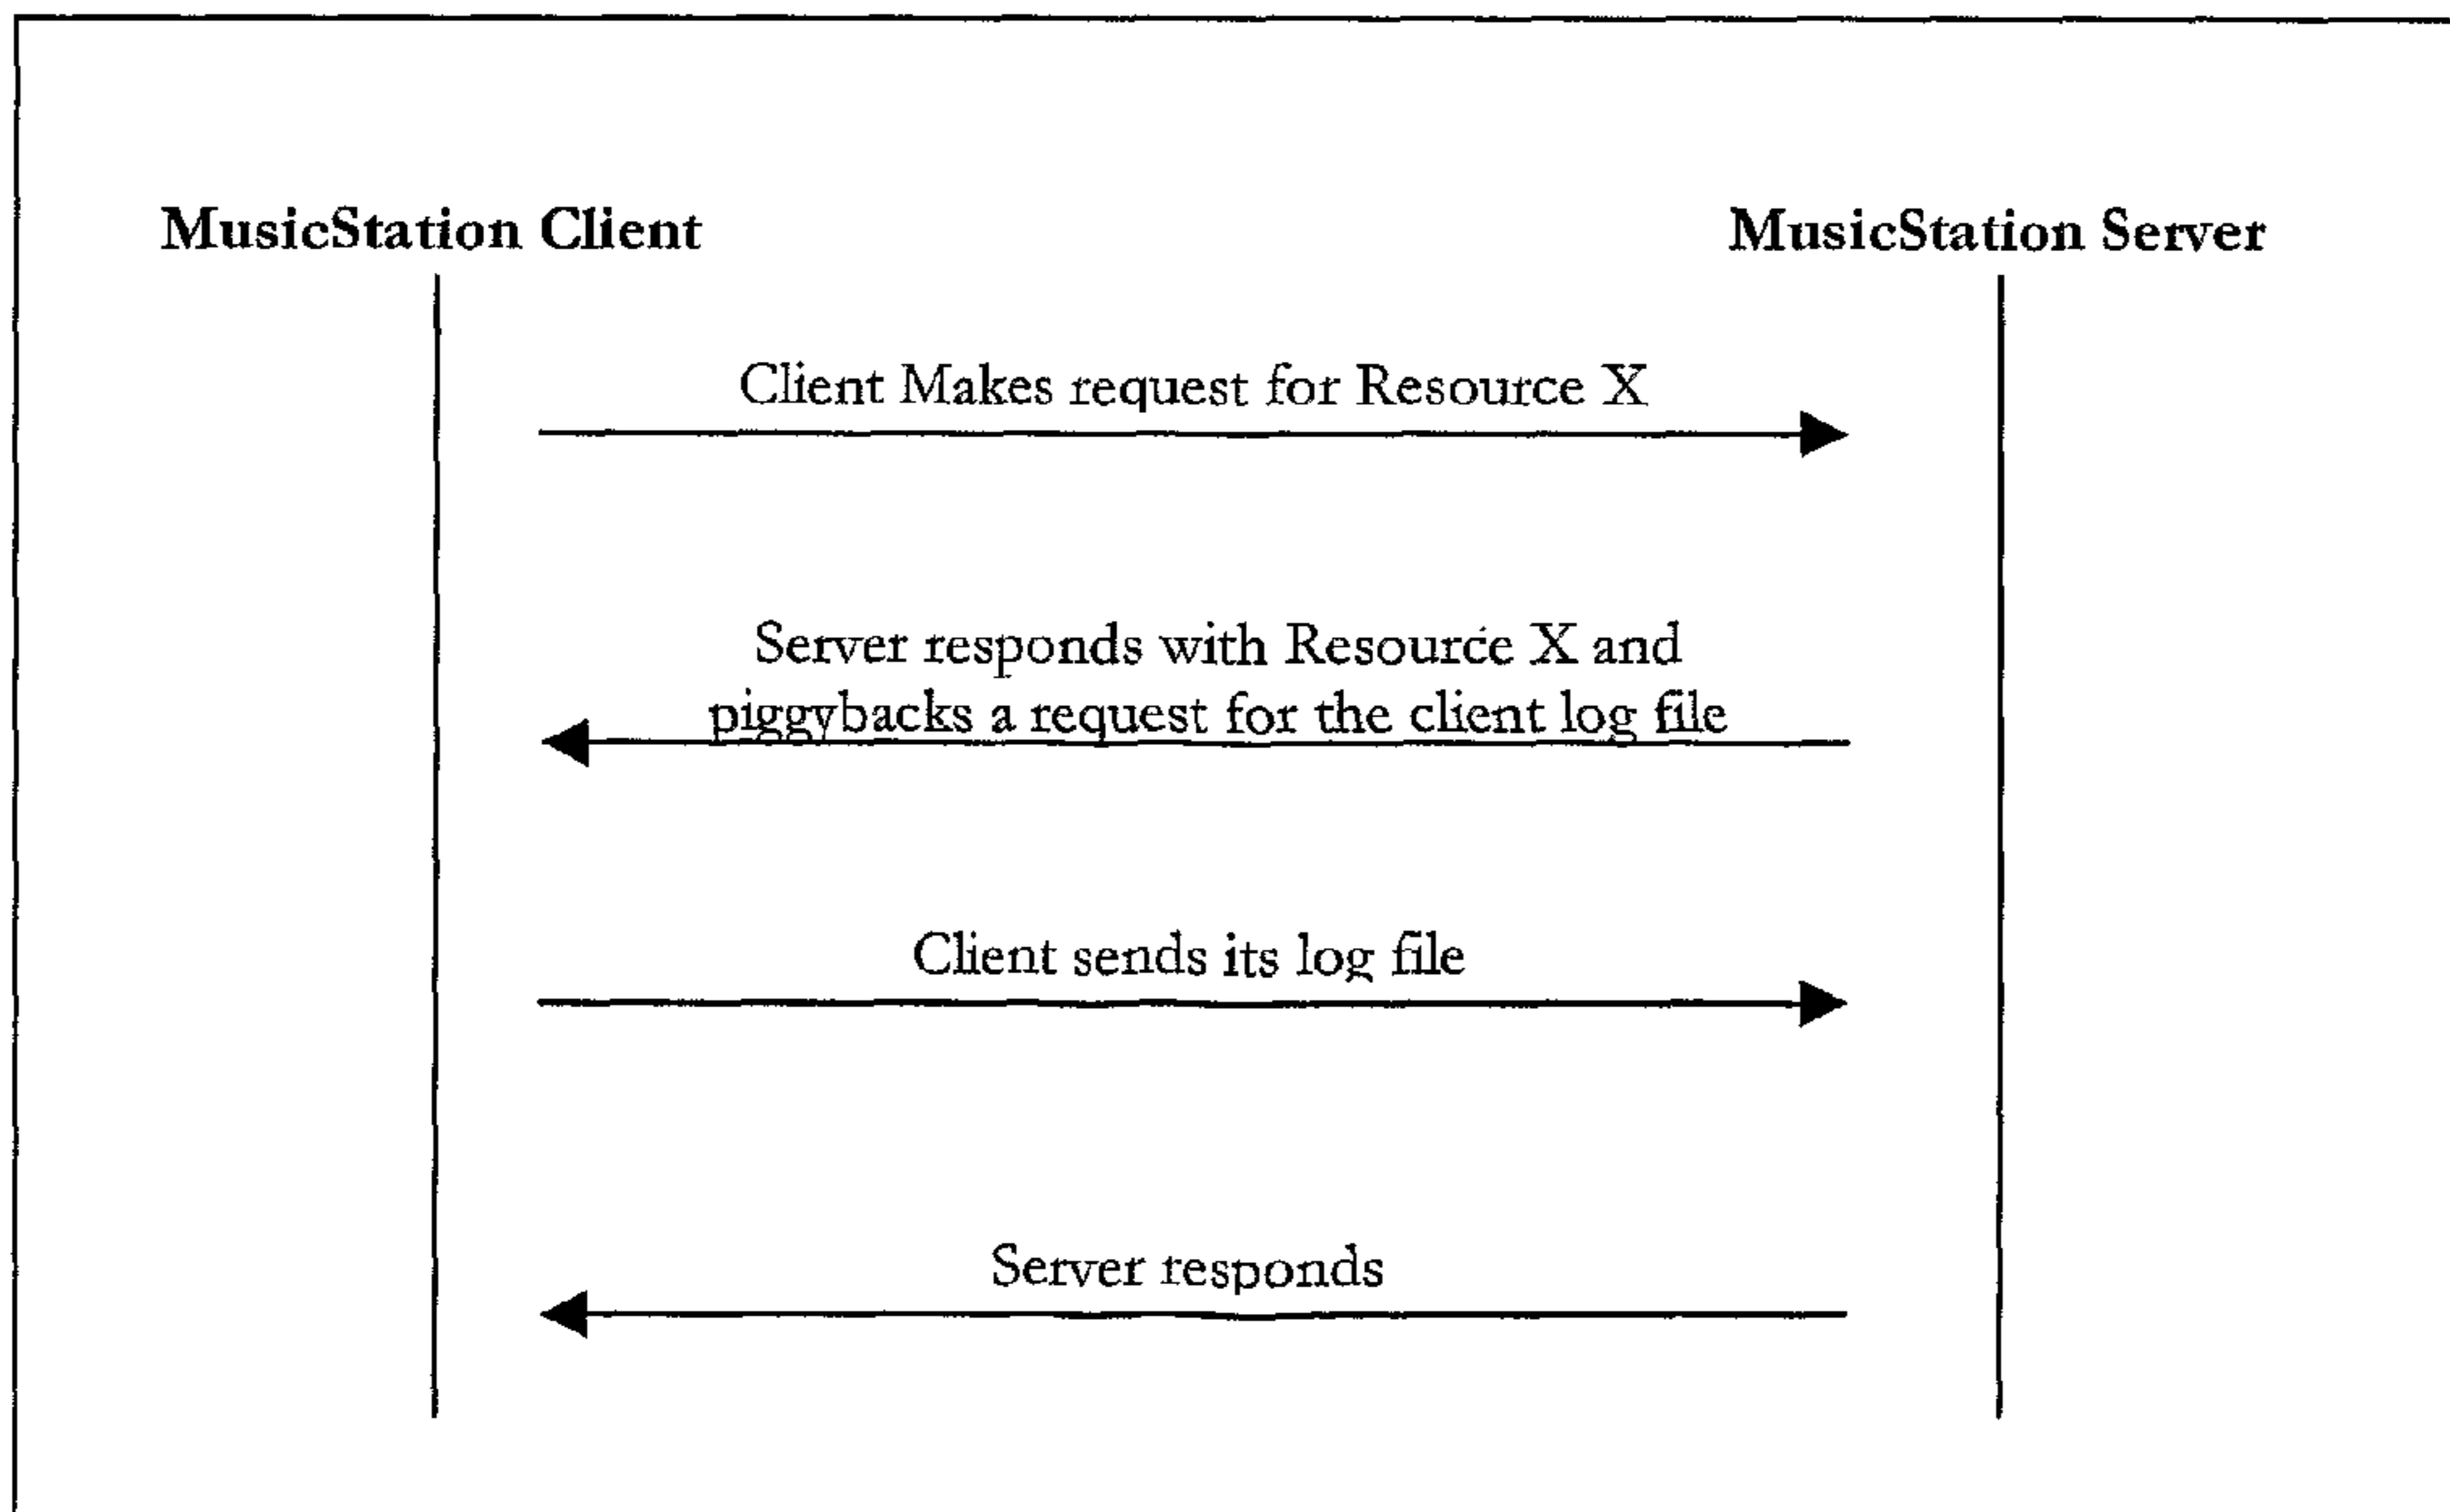 MusicStation Client
MusicStation Server
Client Makes request for Resource X
Server responds with Resource X and
piggybacks a request for the client log file
Client sends its log file
Server responds